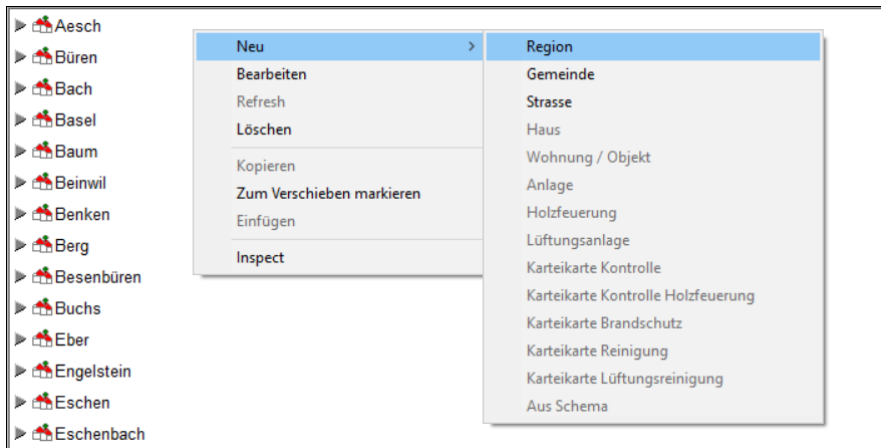 Aesch
Büren
Bach
Basel
Baum
Beinwil
Benken
Berg
Besenbüren
Buchs
Eber
Engelstein
Eschen
Eschenbach
Neu
Bearbeiten
Refresh
Löschen
Kopieren
Zum Verschieben markieren
Einfügen
Inspect
Region
Gemeinde
Strasse
Haus
Wohnung / Objekt
Anlage
Holzfeuerung
Lüftungsanlage
Karteikarte Kontrolle
Karteikarte Kontrolle Holzfeuerung
Karteikarte Brandschutz
Karteikarte Reinigung
Karteikarte Lüftungsreinigung
Aus Schema